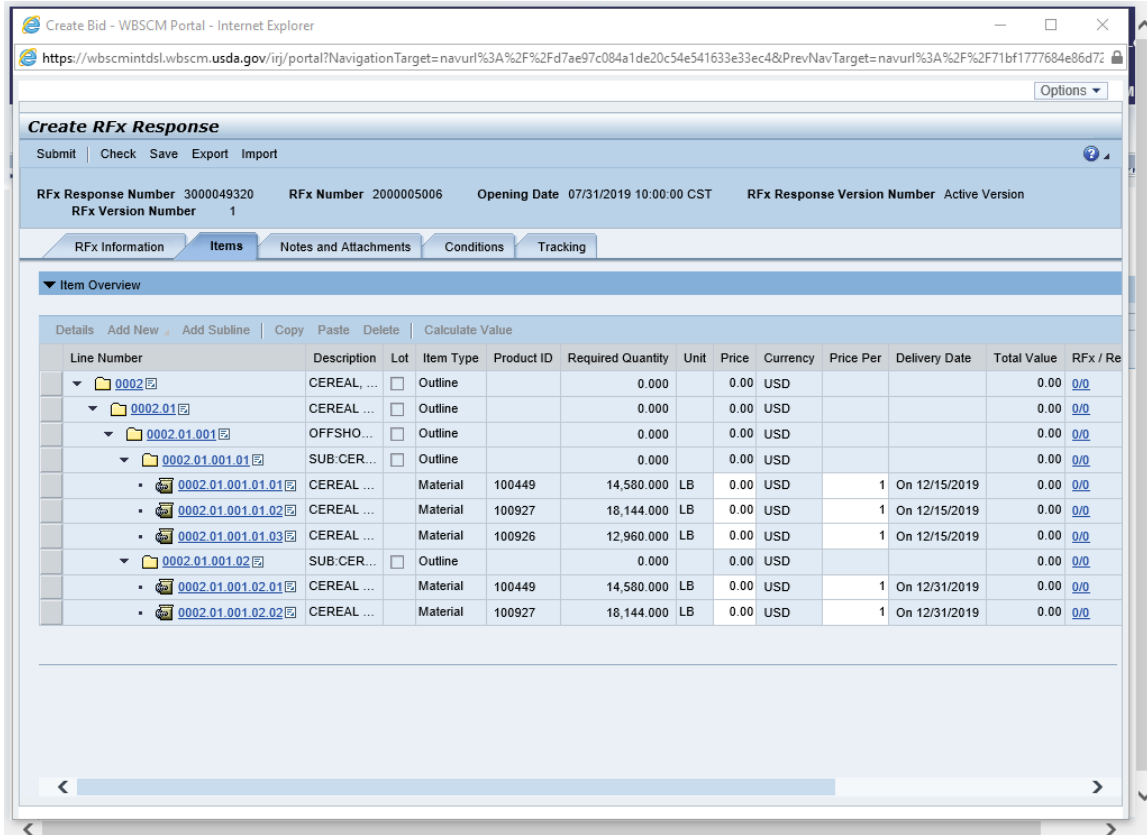 Create Bid - WBSCM Portal - Internet Explorer
https://wbscmintdsl.wbscm.usda.gov/irj/portal?NavigationTarget=navurl%3A%2F%2Fd7ae97c084a1de20c54e541633e33ec4&PrevNavTarget=navurl%3A%2F%2F71bf1777684e86d72
Options
Create RFx Response
Submit | Check Save Export Import
RFx Response Number 3000049320 RFx Number 2000005006 Opening Date 07/31/2019 10:00:00 CST RFx Response Version Number Active Version
RFx Version Number 1
RFx Information Items Notes and Attachments Conditions Tracking
Item Overview
Details Add New Add Subline | Copy Paste Delete | Calculate Value
Line Number Description Lot Item Type Product ID Required Quantity Unit Price Currency Price Per Delivery Date Total Value RFx / Re
0002 CEREAL, ... Outline 0.000 0.00 USD 0.00 0/0
0002.01 CEREAL ... Outline 0.000 0.00 USD 0.00 0/0
0002.01.001 OFFSHO... Outline 0.000 0.00 USD 0.00 0/0
0002.01.001.01 SUB:CER... Outline 0.000 0.00 USD 0.00 0/0
0002.01.001.01.01 CEREAL ... Material 100449 14,580.000 LB 0.00 USD 1 On 12/15/2019 0.00 0/0
0002.01.001.01.02 CEREAL ... Material 100927 18,144.000 LB 0.00 USD 1 On 12/15/2019 0.00 0/0
0002.01.001.01.03 CEREAL ... Material 100926 12,960.000 LB 0.00 USD 1 On 12/15/2019 0.00 0/0
0002.01.001.02 SUB:CER... Outline 0.000 0.00 USD 0.00 0/0
0002.01.001.02.01 CEREAL ... Material 100449 14,580.000 LB 0.00 USD 1 On 12/31/2019 0.00 0/0
0002.01.001.02.02 CEREAL ... Material 100927 18,144.000 LB 0.00 USD 1 On 12/31/2019 0.00 0/0